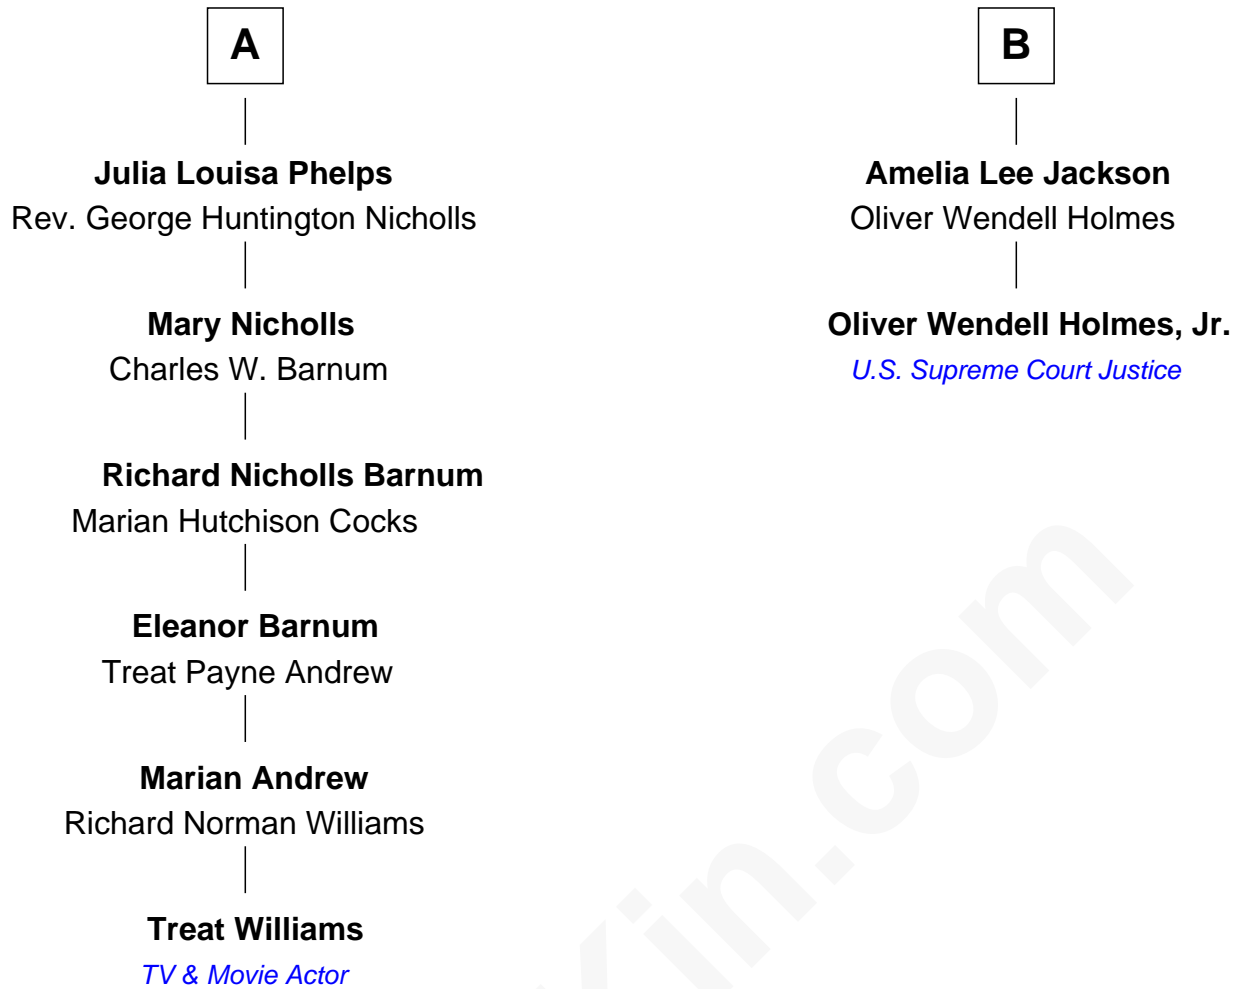 A
Julia Louisa Phelps
Rev. George Huntington Nicholls
Mary Nicholls
Charles W. Barnum
Richard Nicholls Barnum
Marian Hutchison Cocks
Eleanor Barnum
Treat Payne Andrew
Marian Andrew
Richard Norman Williams
Treat Williams
TV & Movie Actor
B
Amelia Lee Jackson
Oliver Wendell Holmes
Oliver Wendell Holmes, Jr.
U.S. Supreme Court Justice
Kin.com